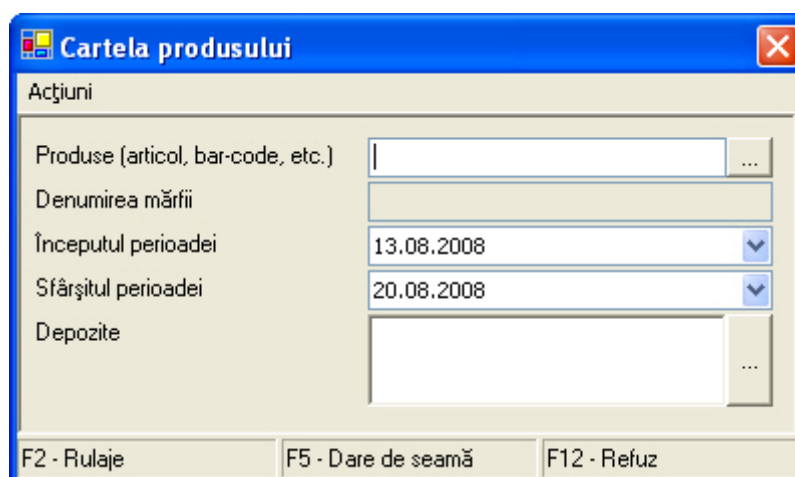 Cartela produsului
Acţiuni
Produse (articol, bar-code, etc.) ...
Denumirea mărfii
Începutul perioadei 13.08.2008
Sfârşitul perioadei 20.08.2008
Depozite ...
F2 - Rulaje F5 - Dare de seamă F12 - Refuz